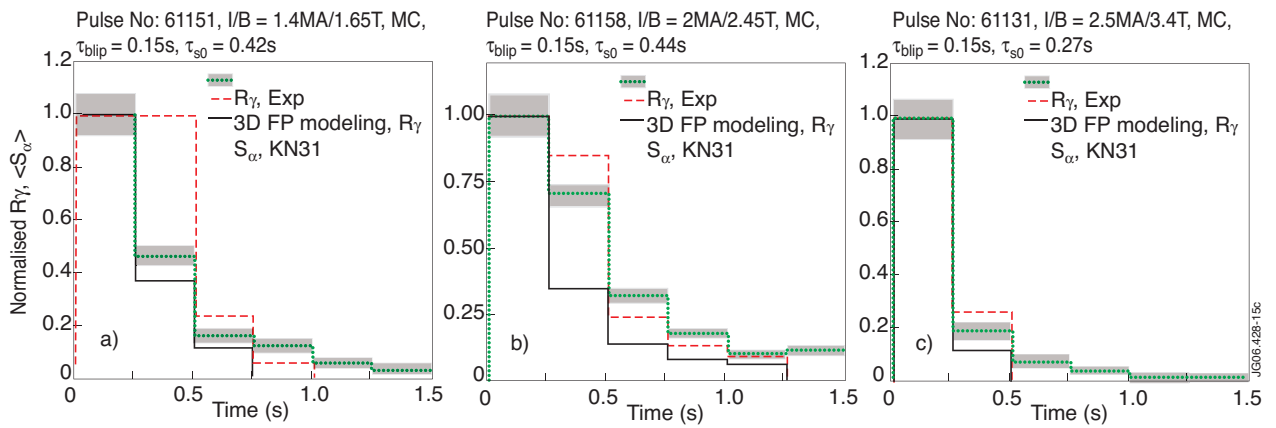 Pulse No: 61151, I/B = 1.4MA/1.65T, MC,
τblip = 0.15s, τs0 = 0.42s
Pulse No: 61158, I/B = 2MA/2.45T, MC,
τblip = 0.15s, τs0 = 0.44s
Pulse No: 61131, I/B = 2.5MA/3.4T, MC,
τblip = 0.15s, τs0 = 0.27s
Normalised Rγ, <Sα>
1.2
1.0
0.8
0.6
0.4
0.2
0
Rγ, Exp
3D FP modeling, Rγ
Sα, KN31
a)
0 0.5 1.0 1.5
Time (s)
1.00
0.75
0.50
0.25
0
Rγ, Exp
3D FP modeling, Rγ
Sα, KN31
b)
0 0.5 1.0 1.5
Time (s)
1.2
1.0
0.8
0.6
0.4
0.2
0
Rγ, Exp
3D FP modeling, Rγ
Sα, KN31
c)
0 0.5 1.0 1.5
Time (s)
JG06.428-15c